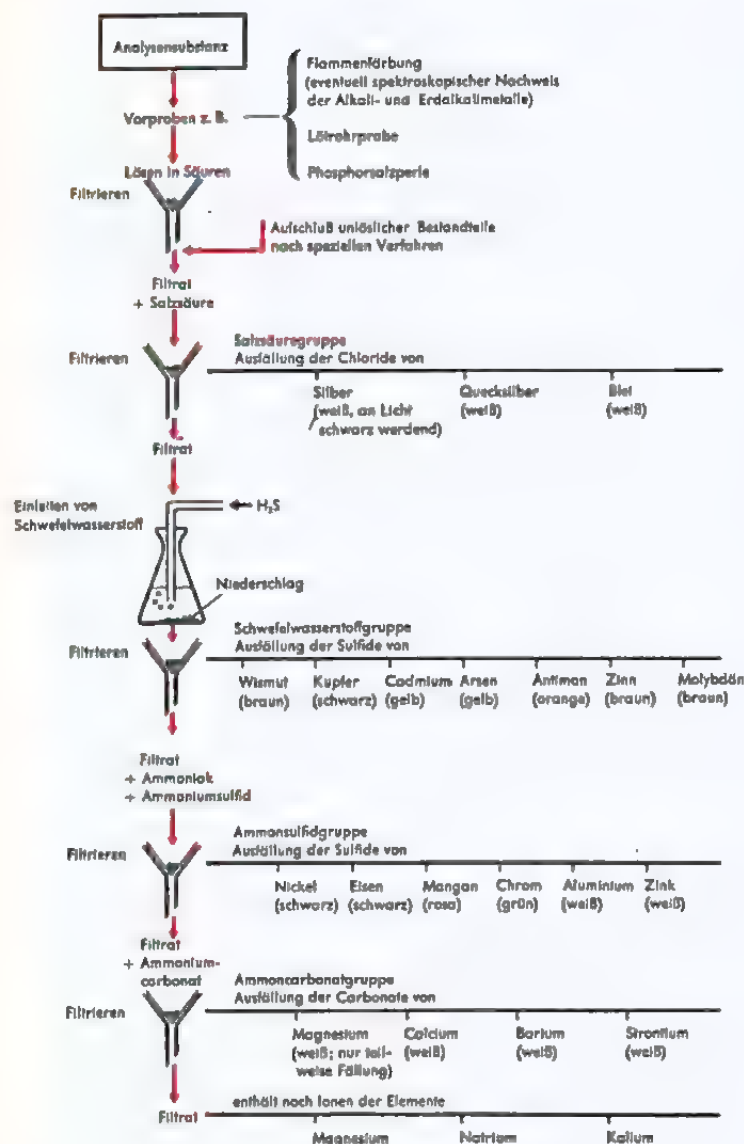 Analysensubstanz
Flammenfärbung
(eventuell spektroskopischer Nachweis
der Alkali- und Erdalkalimetalle)
Vorproben z. B.
Lötrohrprobe
Phosphorsalzperle
Lösen in Säuren
Filtrieren
Aufschluß unlöslicher Bestandteile
nach speziellen Verfahren
Filtrat
+ Salzsäure
Salzsäuregruppe
Filtrieren
Ausfällung der Chloride von
Silber
(weiß, an Licht
schwarz werdend)
Quecksilber
(weiß)
Blei
(weiß)
Filtrat
Einleiten von
Schwefelwasserstoff
H₂S
Niederschlag
Schwefelwasserstoffgruppe
Filtrieren
Ausfällung der Sulfide von
Wismut
(braun)
Kupfer
(schwarz)
Cadmium
(gelb)
Arsen
(gelb)
Antimon
(orange)
Zinn
(braun)
Molybdän
(braun)
Filtrat
+ Ammoniak
+ Ammoniumsulfid
Ammonsulfidgruppe
Filtrieren
Ausfällung der Sulfide von
Nickel
(schwarz)
Eisen
(schwarz)
Mangan
(rosa)
Chrom
(grün)
Aluminium
(weiß)
Zink
(weiß)
Filtrat
+ Ammonium-
carbonat
Ammoncarbonatgruppe
Filtrieren
Ausfällung der Carbonate von
Magnesium
(weiß; nur teil-
weise Fällung)
Calcium
(weiß)
Barium
(weiß)
Strontium
(weiß)
Filtrat
enthält noch Ionen der Elemente
Magnesium
Natrium
Kalium